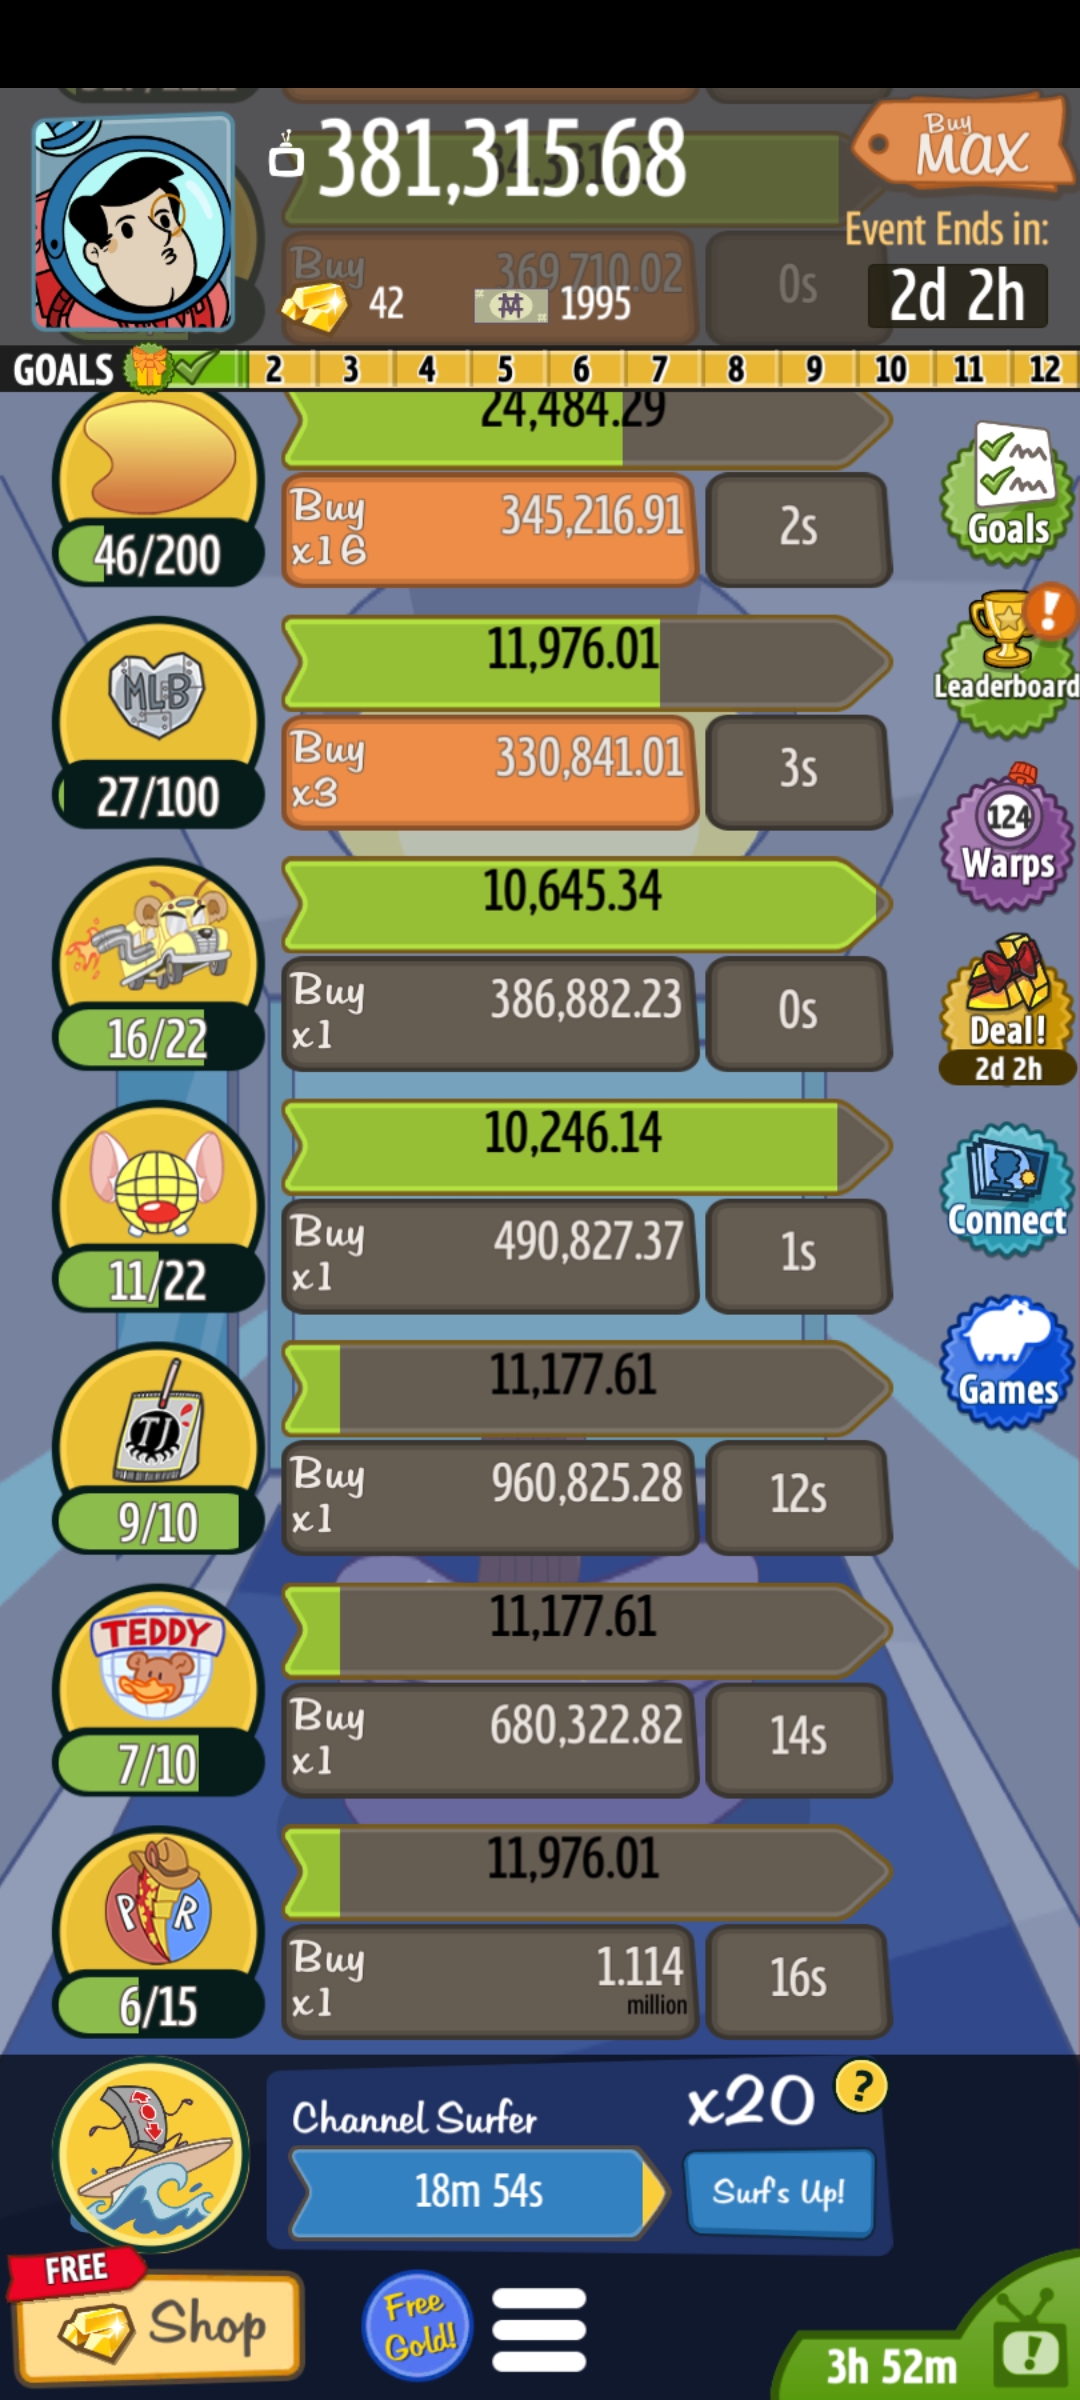 381,315.68
Buy
MAX
Event Ends in:
2d 2h
Buy
369,710.02
0s
42
1995
GOALS 2 3 4 5 6 7 8 9 10 11 12
24,484.29
46/200
Buy
x16
345,216.91
2s
Goals
MLB
27/100
11,976.01
Buy
x3
330,841.01
3s
Leaderboard
16/22
10,645.34
Buy
x1
386,882.23
0s
124
Warps
Deal!
2d 2h
11/22
10,246.14
Buy
x1
490,827.37
1s
Connect
TJ
9/10
11,177.61
Buy
x1
960,825.28
12s
Games
TEDDY
7/10
11,177.61
Buy
x1
680,322.82
14s
P R
6/15
11,976.01
Buy
x1
1.114
million
16s
Channel Surfer
x20
?
18m 54s
Surf's Up!
FREE
Shop
Free
Gold!
3h 52m